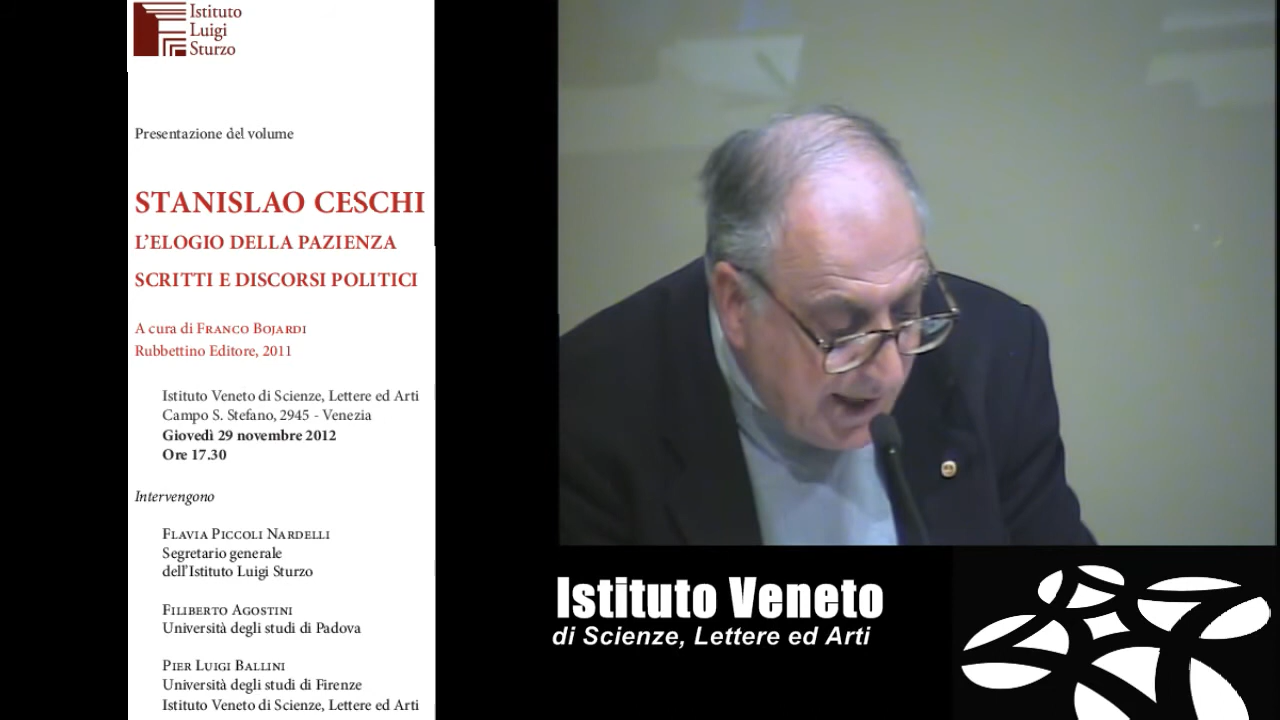 Istituto
Luigi
Sturzo
Presentazione del volume
STANISLAO CESCHI
L'ELOGIO DELLA PAZIENZA
SCRITTI E DISCORSI POLITICI
A cura di FRANCO BOJARDI
Rubbettino Editore, 2011
Istituto Veneto di Scienze, Lettere ed Arti
Campo S. Stefano, 2945 - Venezia
Giovedì 29 novembre 2012
Ore 17.30
Intervengono
FLAVIA PICCOLI NARDELLI
Segretario generale
dell'Istituto Luigi Sturzo
FILIBERTO AGOSTINI
Università degli studi di Padova
PIER LUIGI BALLINI
Università degli studi di Firenze
Istituto Veneto di Scienze, Lettere ed Arti
Istituto Veneto
di Scienze, Lettere ed Arti